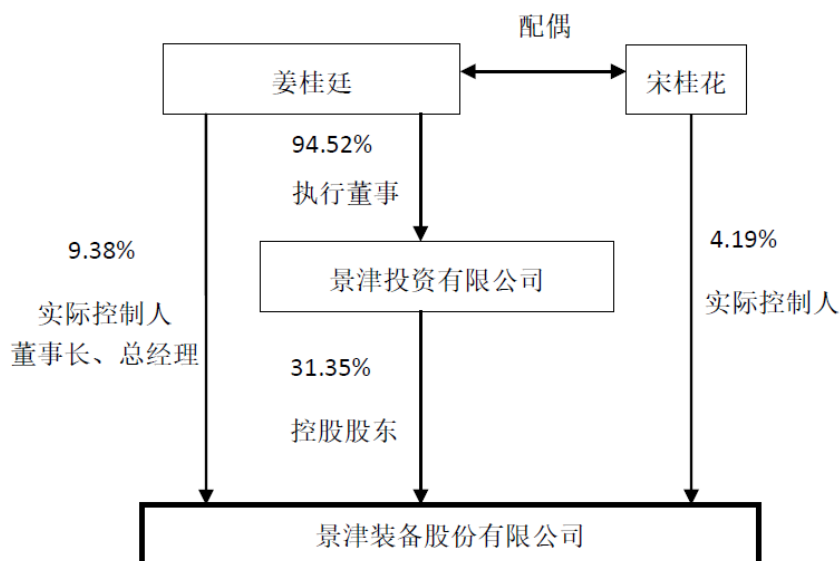 配偶
姜桂廷
宋桂花
94.52%
执行董事
9.38%
实际控制人
董事长、总经理
4.19%
实际控制人
景津投资有限公司
31.35%
控股股东
景津装备股份有限公司